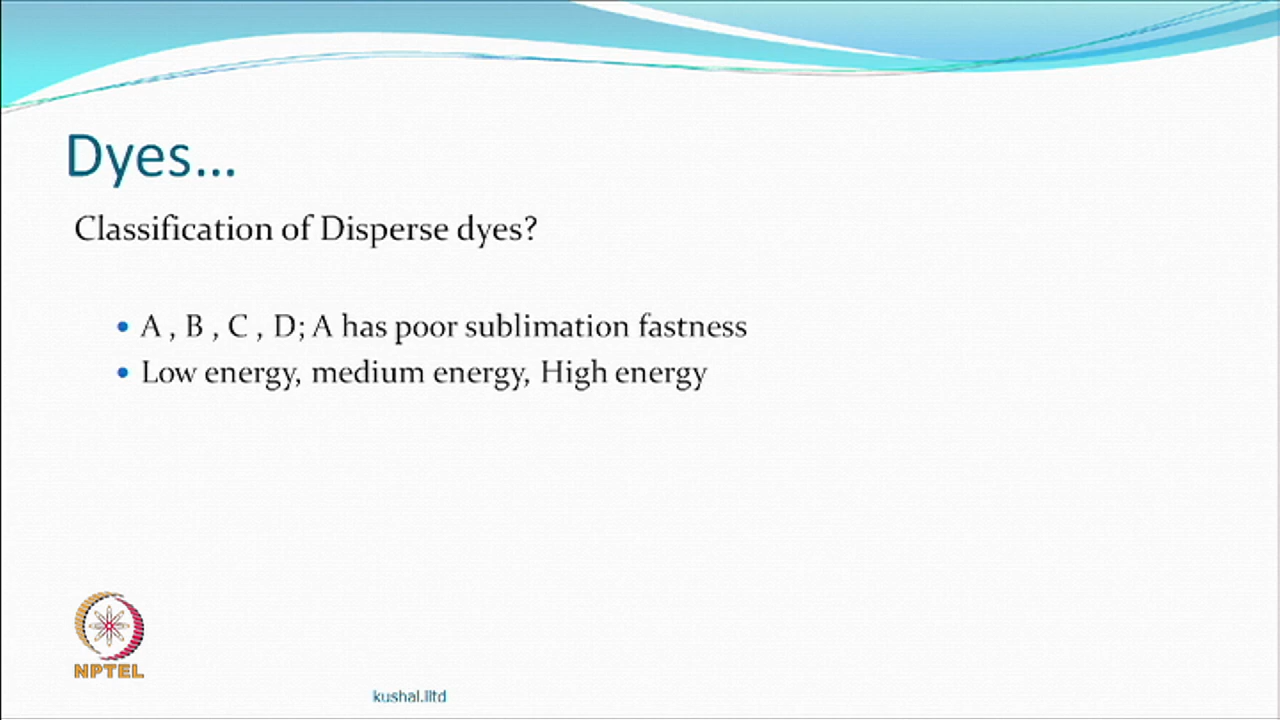 Dyes...
Classification of Disperse dyes?
A , B , C , D; A has poor sublimation fastness
Low energy, medium energy, High energy
NPTEL
kushal.iitd